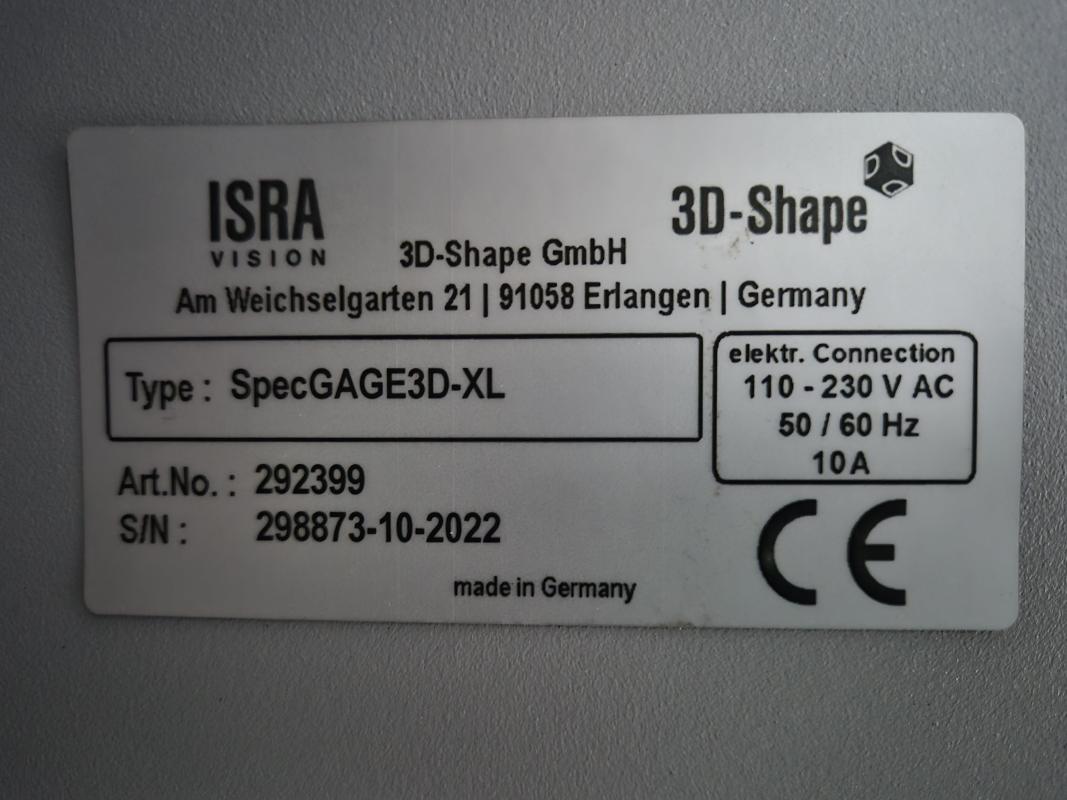 ISRA
VISION
3D-Shape
3D-Shape GmbH
Am Weichselgarten 21 | 91058 Erlangen | Germany
Type : SpecGAGE3D-XL
elektr. Connection
110 - 230 V AC
50 / 60 Hz
10A
Art.No. : 292399
S/N : 298873-10-2022
CE
made in Germany